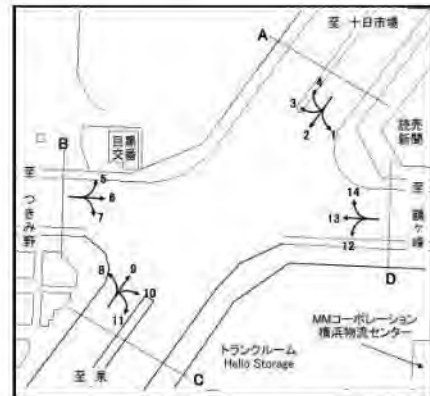 至 十日市場
A
4
3
2
1
読売
新聞
目黒
交番
B
至
つきみ野
5
6
7
14
13
12
至
鶴ヶ峰
D
8
9
10
11
至 東
C
トランクルーム
Hello Storage
MMコーポレーション
横浜物流センター